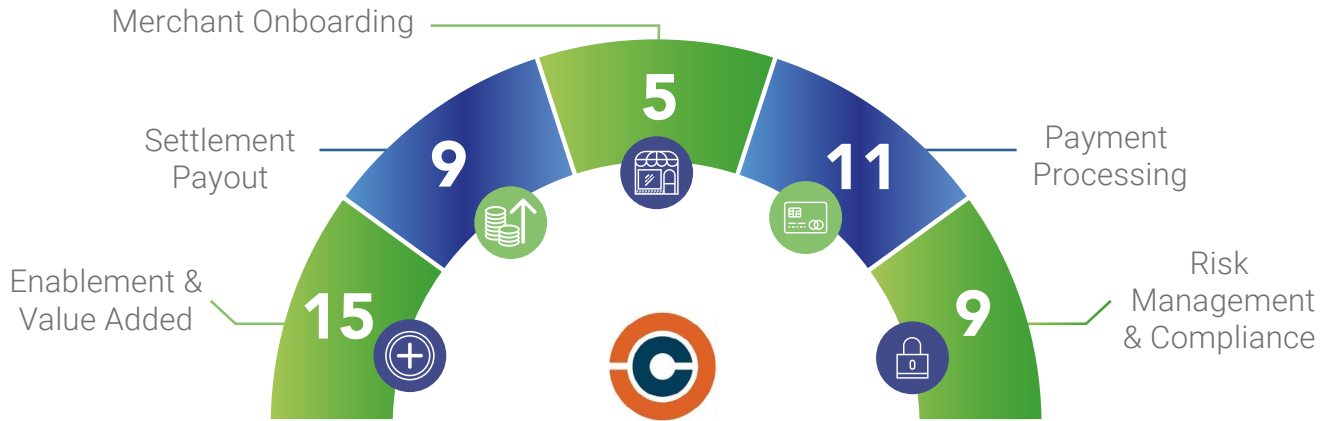 Merchant Onboarding
5
Settlement
Payout
9
11
Payment
Processing
Enablement &
Value Added
15
9
Risk
Management
& Compliance